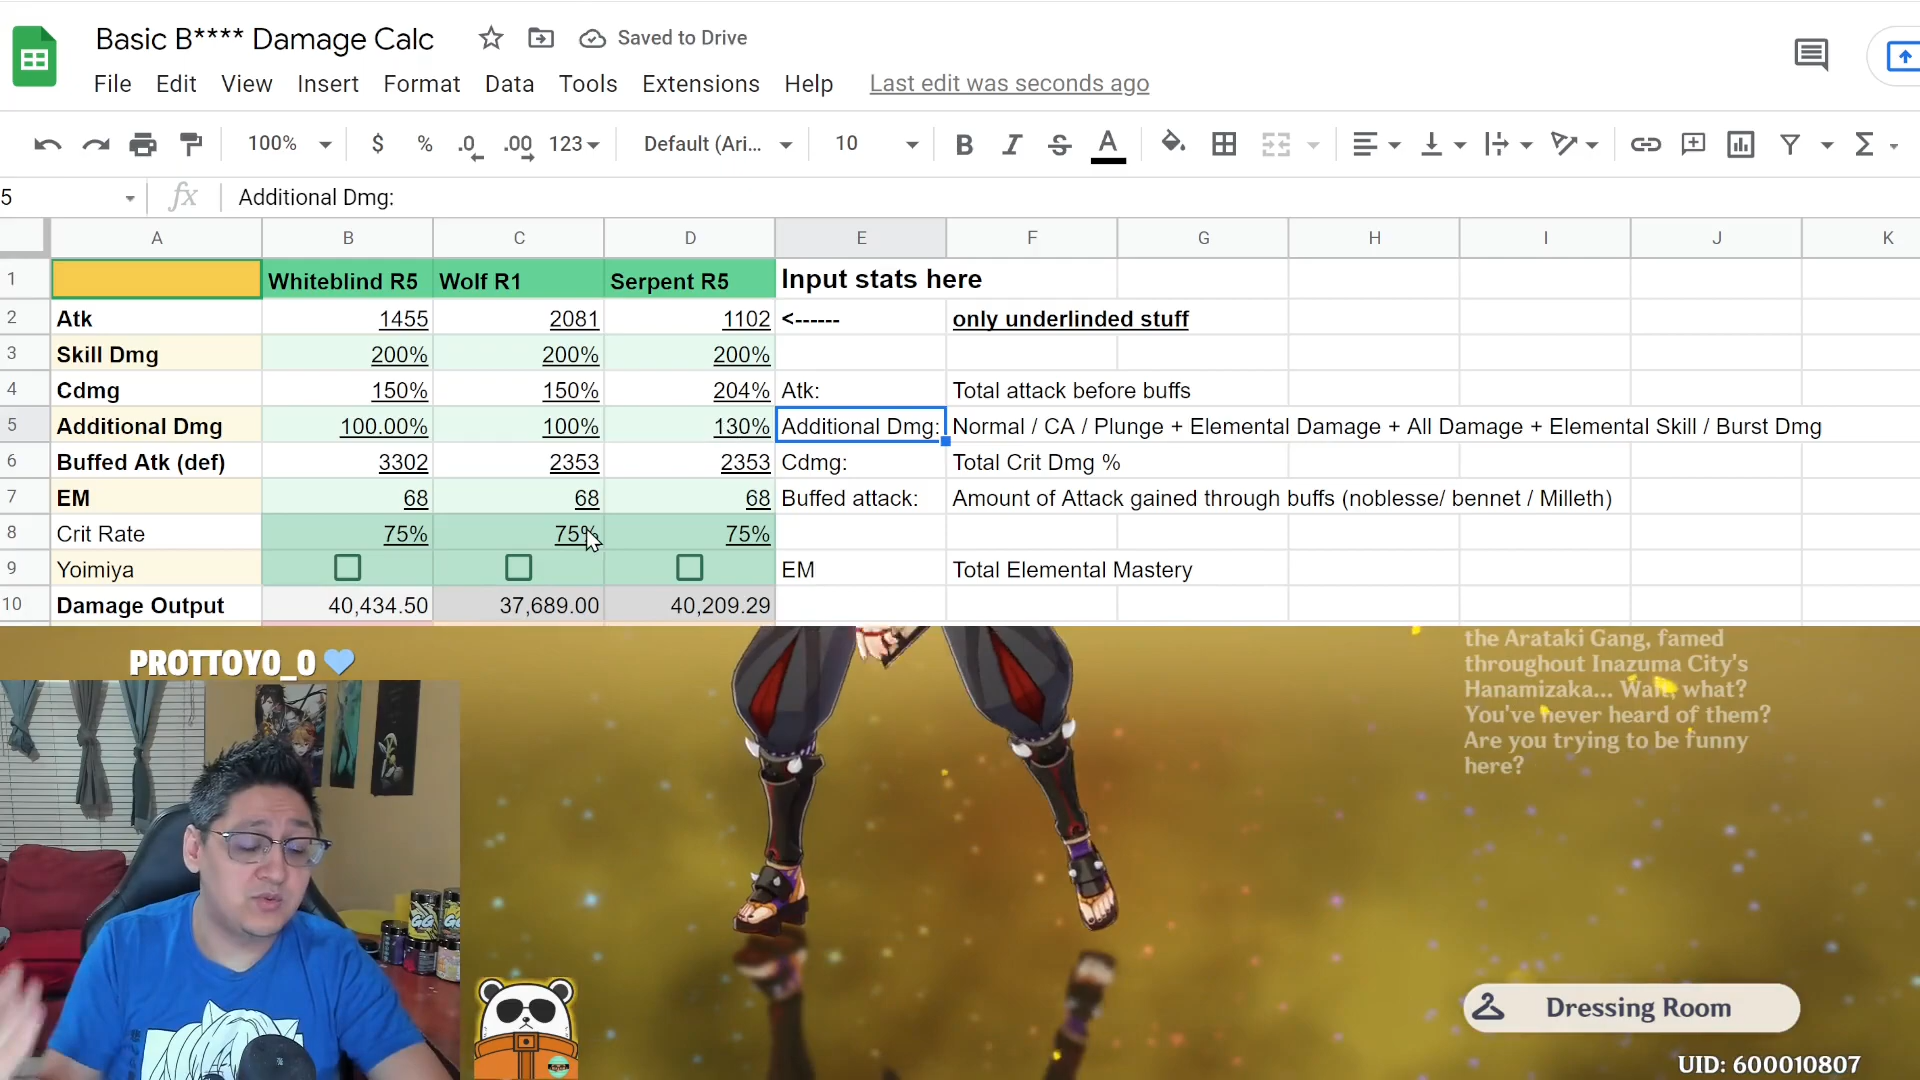 Basic B**** Damage Calc
Saved to Drive
File Edit View Insert Format Data Tools Extensions Help Last edit was seconds ago
100% $ % .0 .00 123 Default (Ari... 10 B I S A
5 fx Additional Dmg:
A B C D E F G H I J K
1 Whiteblind R5 Wolf R1 Serpent R5 Input stats here
2 Atk 1455 2081 1102 <------ only underlinded stuff
3 Skill Dmg 200% 200% 200%
4 Cdmg 150% 150% 204% Atk: Total attack before buffs
5 Additional Dmg 100.00% 100% 130% Additional Dmg: Normal / CA / Plunge + Elemental Damage + All Damage + Elemental Skill / Burst Dmg
6 Buffed Atk (def) 3302 2353 2353 Cdmg: Total Crit Dmg %
7 EM 68 68 68 Buffed attack: Amount of Attack gained through buffs (noblesse/ bennet / Milleth)
8 Crit Rate 75% 75% 75%
9 Yoimiya EM Total Elemental Mastery
10 Damage Output 40,434.50 37,689.00 40,209.29
PROTTOYO_0
the Arataki Gang, famed
throughout Inazuma City's
Hanamizaka... Wait, what?
You've never heard of them?
Are you trying to be funny
here?
Dressing Room
UID: 600010807